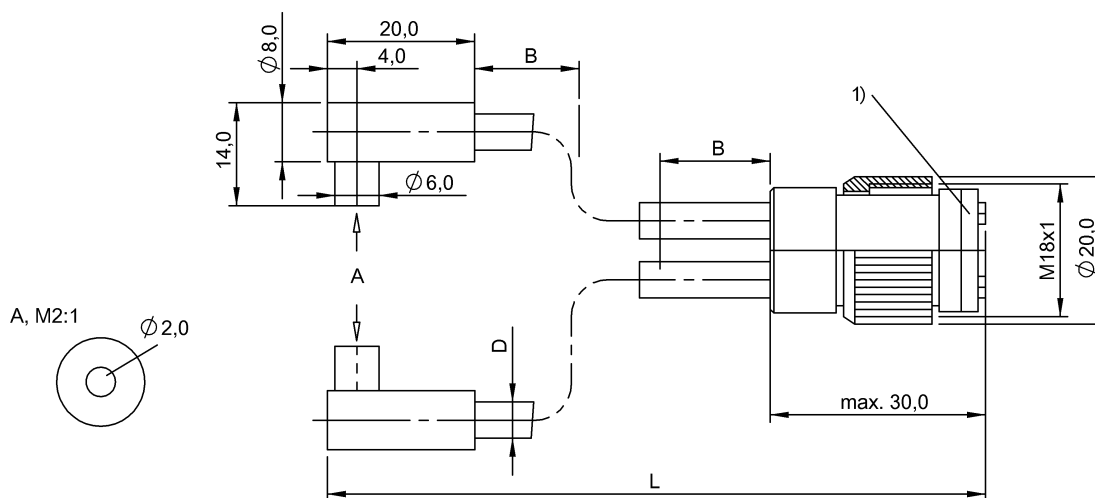 20,0
Ø8,0
4,0
B
1)
14,0
B
Ø6,0
M18x1
Ø20,0
A
A, M2:1
Ø2,0
D
max. 30,0
L